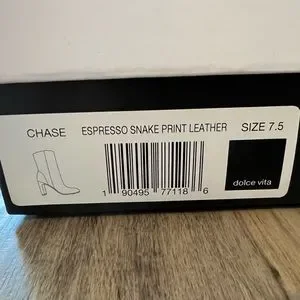 CHASE ESPRESSO SNAKE PRINT LEATHER SIZE 7.5
1 90495 77118 6
dolce vita